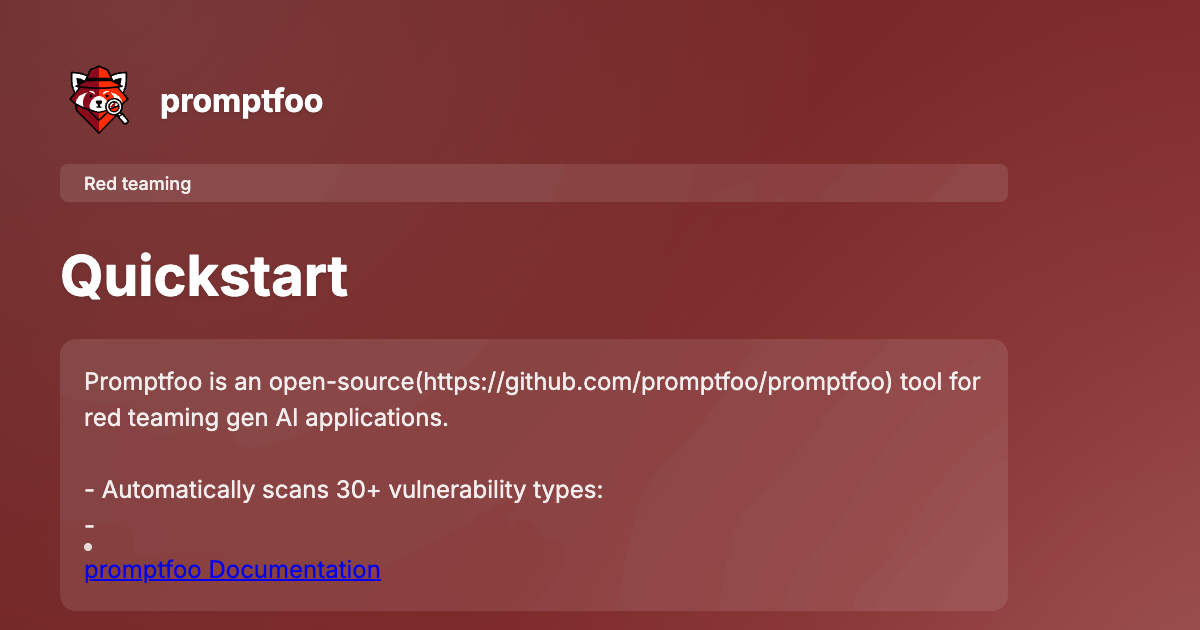 promptfoo
Red teaming
Quickstart
Promptfoo is an open-source(https://github.com/promptfoo/promptfoo) tool for
red teaming gen AI applications.
- Automatically scans 30+ vulnerability types:
-
•
promptfoo Documentation